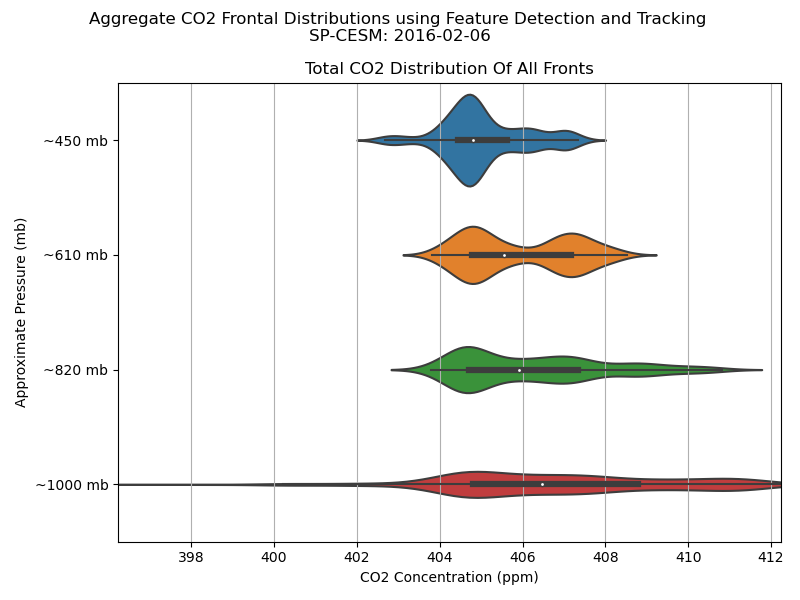 Aggregate CO2 Frontal Distributions using Feature Detection and Tracking
SP-CESM: 2016-02-06
Total CO2 Distribution Of All Fronts
~450 mb
~610 mb
~820 mb
~1000 mb
Approximate Pressure (mb)
398 400 402 404 406 408 410 412
CO2 Concentration (ppm)